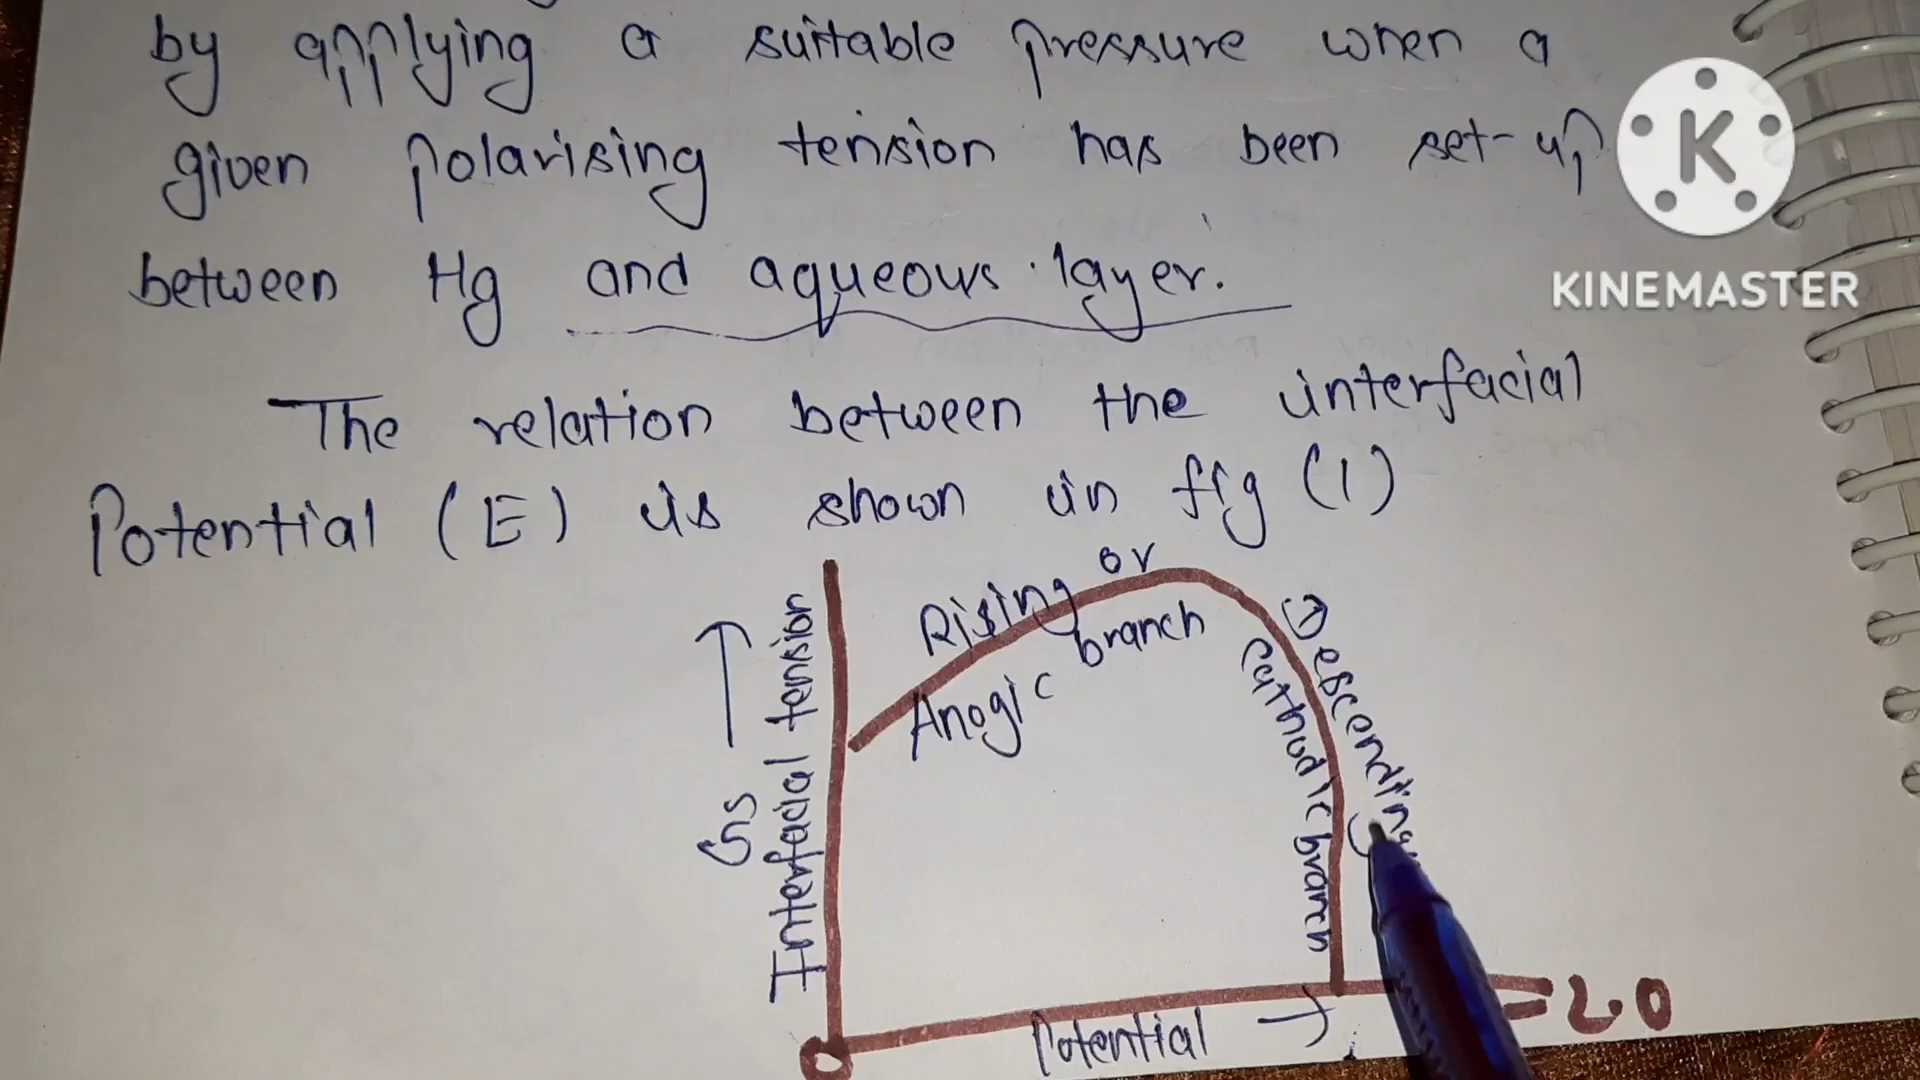 by applying a suitable pressure when a
given polarising tension has been set-up
between Hg and aqueous layer.
The relation between the interfacial
Potential (E) is shown in fig (1)
K
KINEMASTER
Rising or
Anogic branch
Descending
cathodic branch
Interfacial tension
Potential →